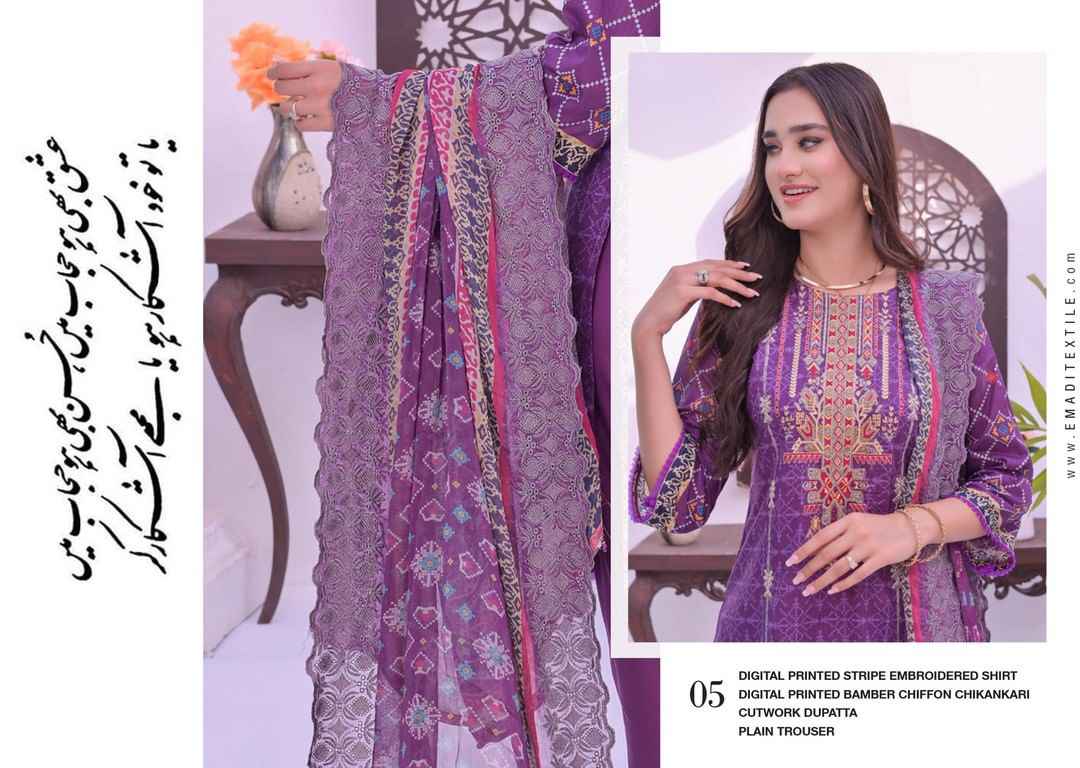 عشق بھی ہو حجاب میں، حُسن بھی ہو حجاب میں
یا تو خود آشکار ہو یا مجھے آشکار کر
www.EMADITEXTILE.com
05
DIGITAL PRINTED STRIPE EMBROIDERED SHIRT
DIGITAL PRINTED BAMBER CHIFFON CHIKANKARI
CUTWORK DUPATTA
PLAIN TROUSER